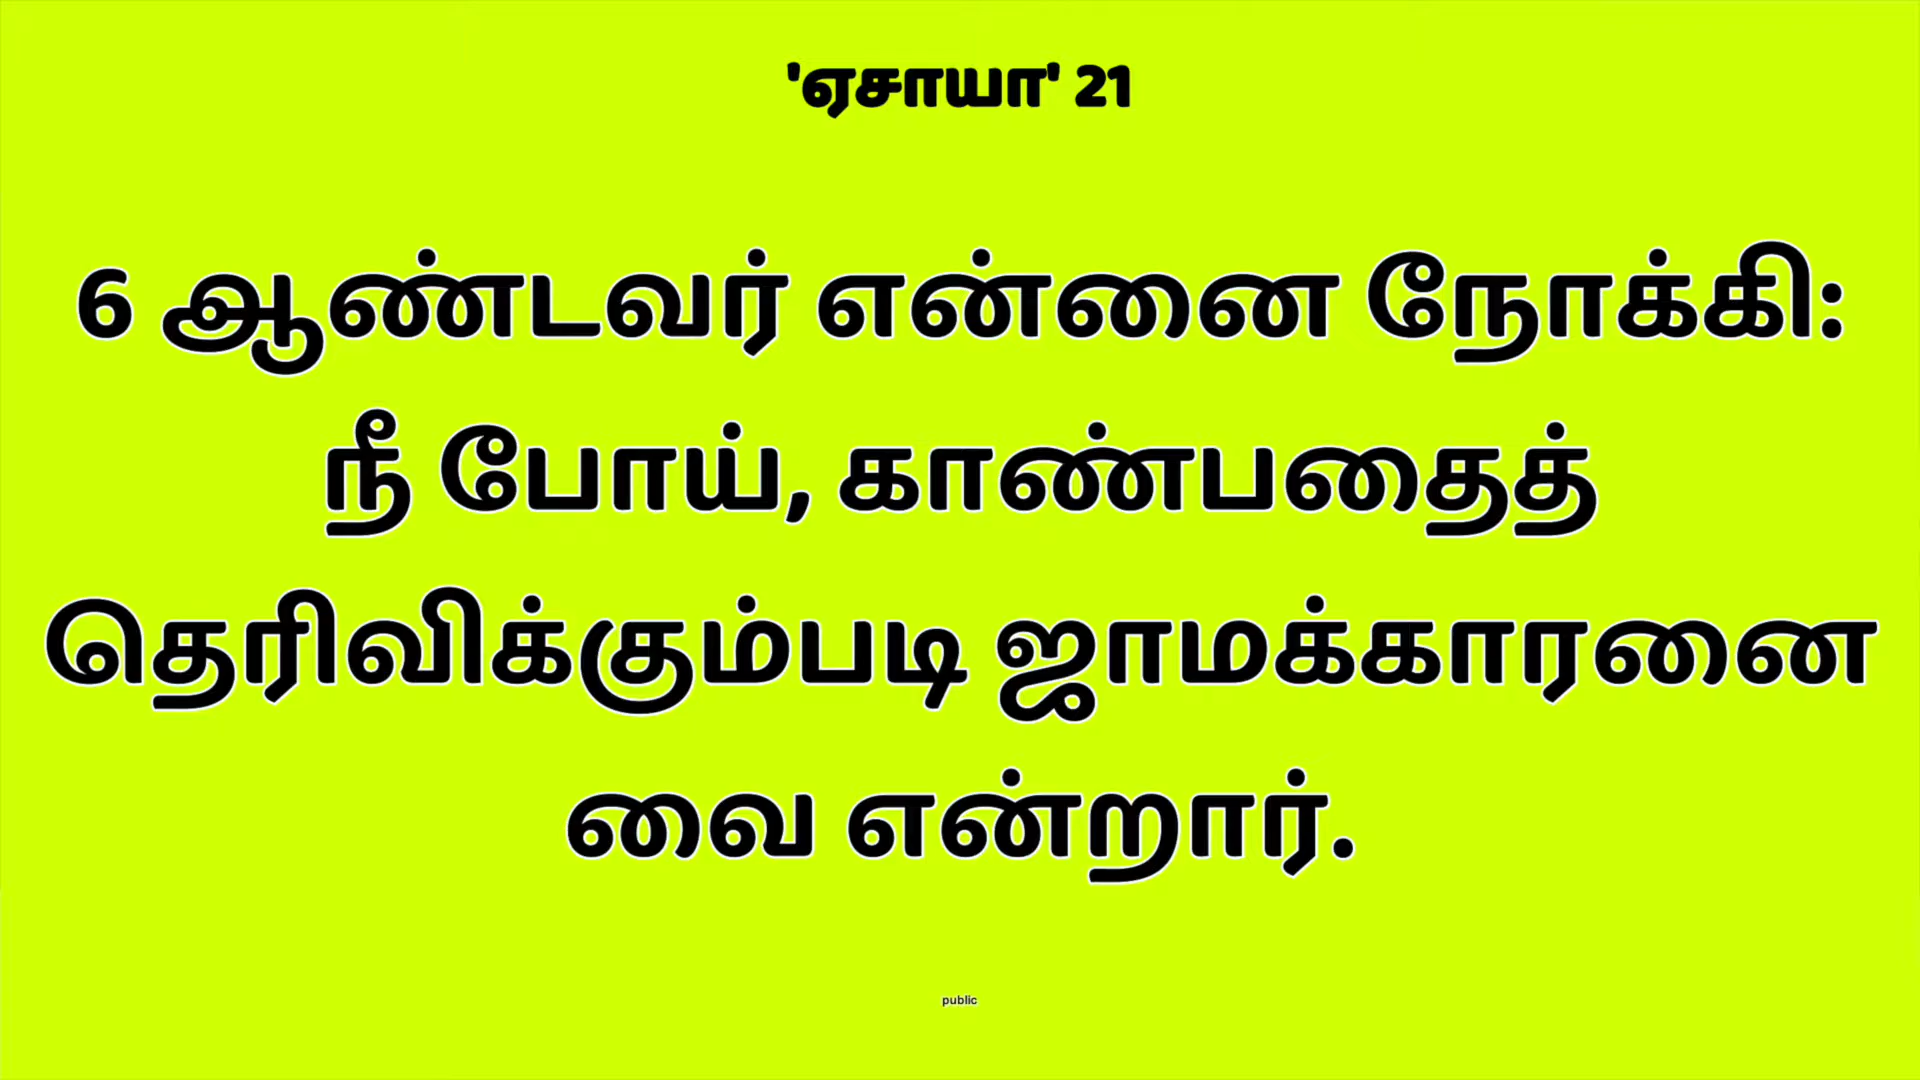 'ஏசாயா' 21
6 ஆண்டவர் என்னை நோக்கி:
நீ போய், காண்பதைத்
தெரிவிக்கும்படி ஜாமக்காரனை
வை என்றார்.
public